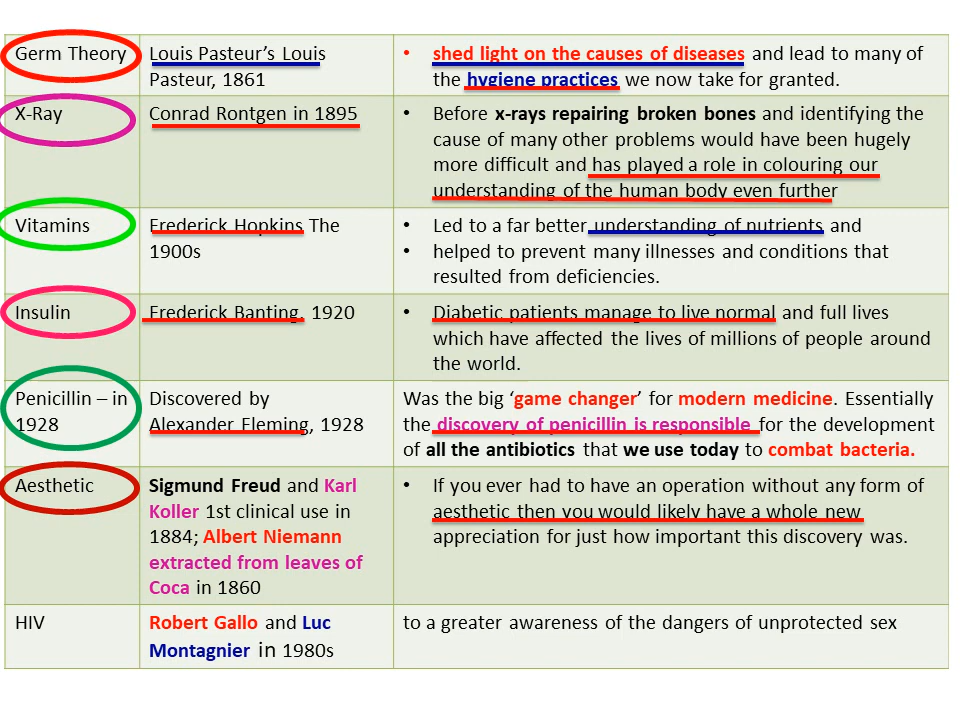 Germ Theory
Louis Pasteur’s Louis
Pasteur, 1861
• shed light on the causes of diseases and lead to many of
the hygiene practices we now take for granted.
X-Ray
Conrad Rontgen in 1895
• Before x-rays repairing broken bones and identifying the
cause of many other problems would have been hugely
more difficult and has played a role in colouring our
understanding of the human body even further
Vitamins
Frederick Hopkins The
1900s
• Led to a far better understanding of nutrients and
• helped to prevent many illnesses and conditions that
resulted from deficiencies.
Insulin
Frederick Banting, 1920
• Diabetic patients manage to live normal and full lives
which have affected the lives of millions of people around
the world.
Penicillin – in
1928
Discovered by
Alexander Fleming, 1928
Was the big ‘game changer’ for modern medicine. Essentially
the discovery of penicillin is responsible for the development
of all the antibiotics that we use today to combat bacteria.
Aesthetic
Sigmund Freud and Karl
Koller 1st clinical use in
1884; Albert Niemann
extracted from leaves of
Coca in 1860
• If you ever had to have an operation without any form of
aesthetic then you would likely have a whole new
appreciation for just how important this discovery was.
HIV
Robert Gallo and Luc
Montagnier in 1980s
to a greater awareness of the dangers of unprotected sex